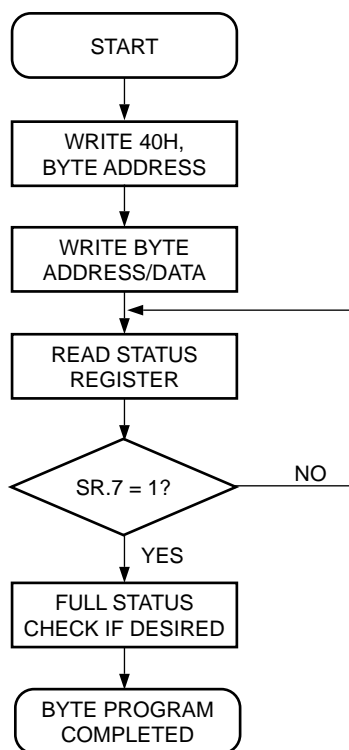 START
WRITE 40H,
BYTE ADDRESS
WRITE BYTE
ADDRESS/DATA
READ STATUS
REGISTER
SR.7 = 1?
NO
YES
FULL STATUS
CHECK IF DESIRED
BYTE PROGRAM
COMPLETED